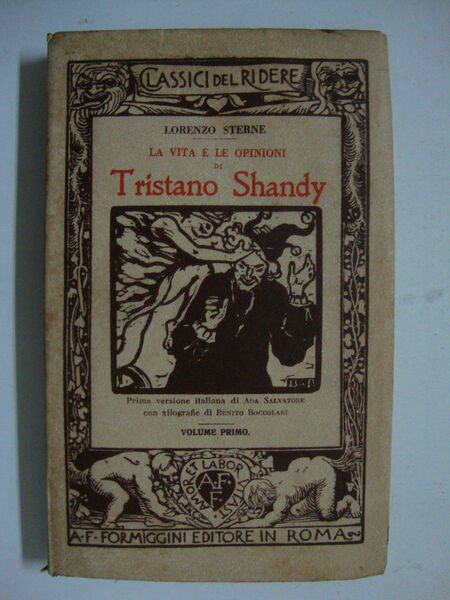 CLASSICI DEL RIDERE
LORENZO STERNE
LA VITA E LE OPINIONI
DI
Tristano Shandy
B·B
Prima versione italiana di ADA SALVATORE
con xilografie di BENITO BOCCOLARI
VOLUME PRIMO.
AMOR ET LABOR VITAST
A.F.
F.
A·F· FORMIGGINI EDITORE IN ROMA